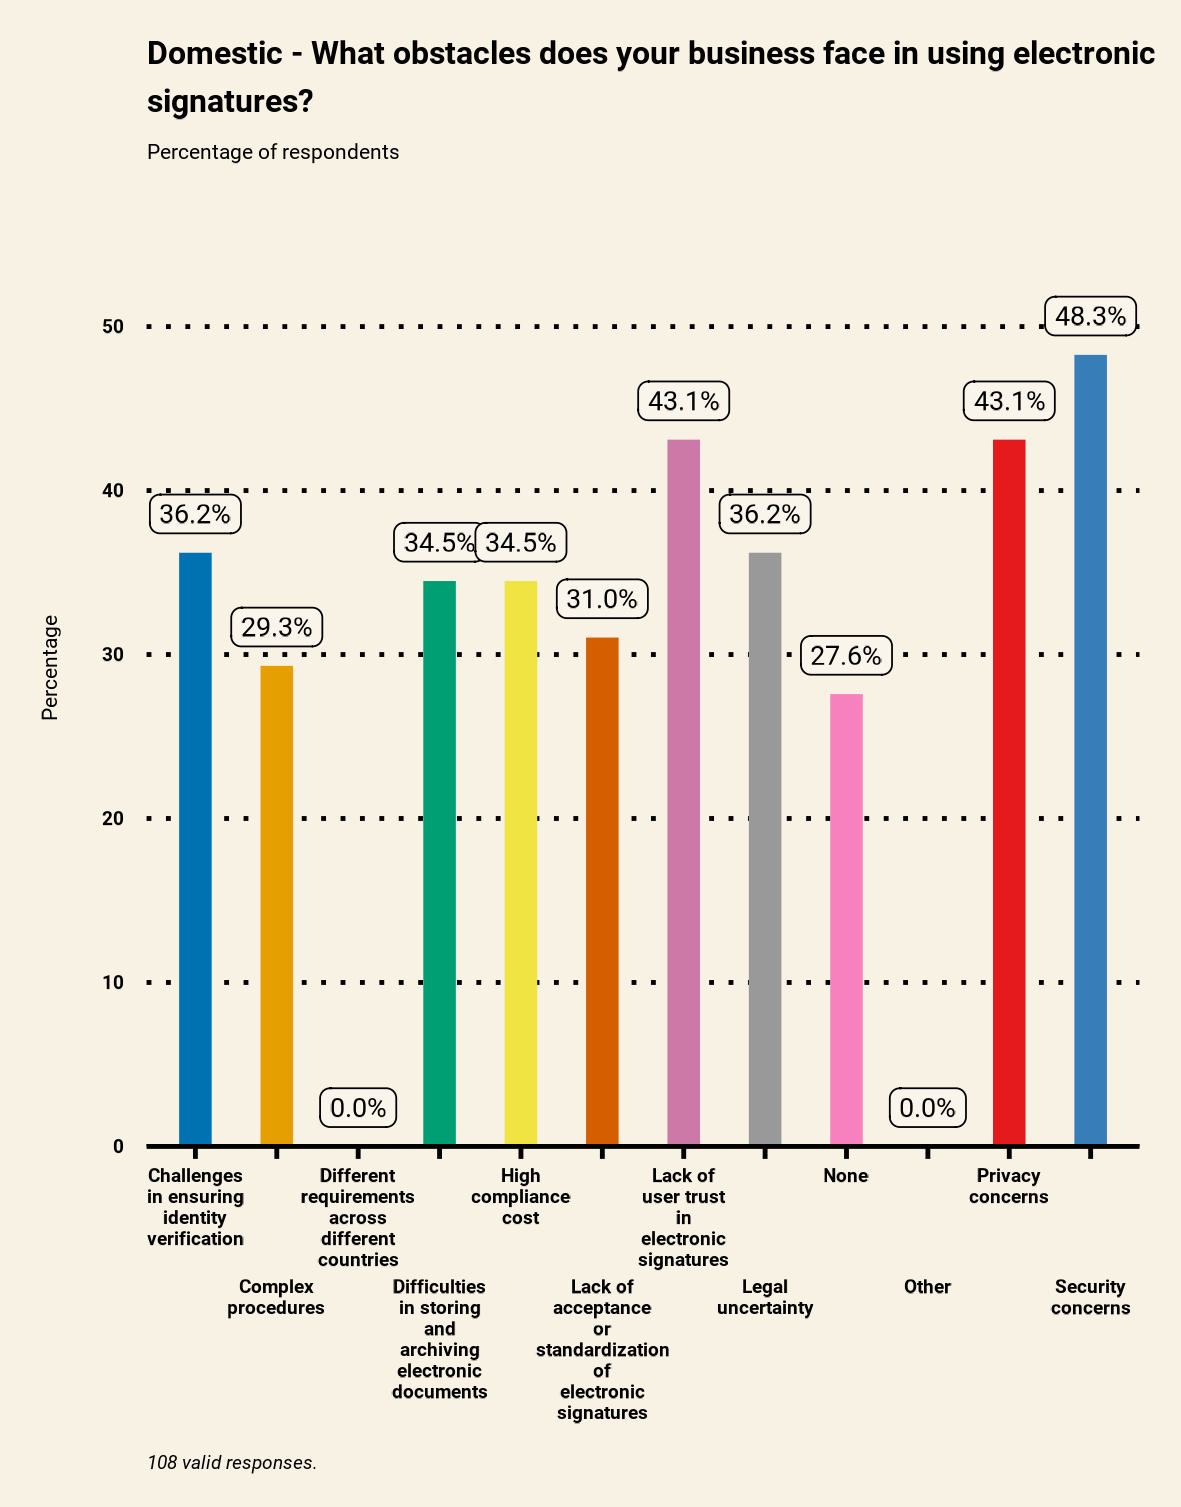 Domestic - What obstacles does your business face in using electronic
signatures?
Percentage of respondents
50
40
30
20
10
0
Percentage
36.2%
29.3%
0.0%
34.5%
34.5%
31.0%
43.1%
36.2%
27.6%
0.0%
43.1%
48.3%
Challenges
in ensuring
identity
verification
Complex
procedures
Different
requirements
across
different
countries
Difficulties
in storing
and
archiving
electronic
documents
High
compliance
cost
Lack of
acceptance
or
standardization
of
electronic
signatures
Lack of
user trust
in
electronic
signatures
Legal
uncertainty
None
Other
Privacy
concerns
Security
concerns
108 valid responses.